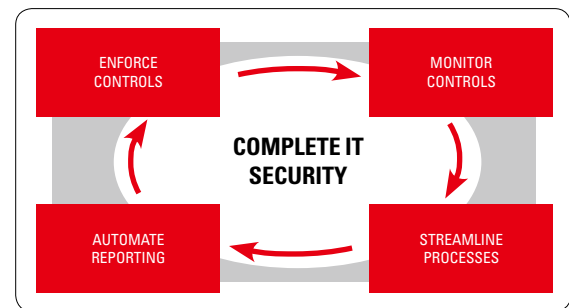 ENFORCE
CONTROLS
MONITOR
CONTROLS
COMPLETE IT
SECURITY
AUTOMATE
REPORTING
STREAMLINE
PROCESSES